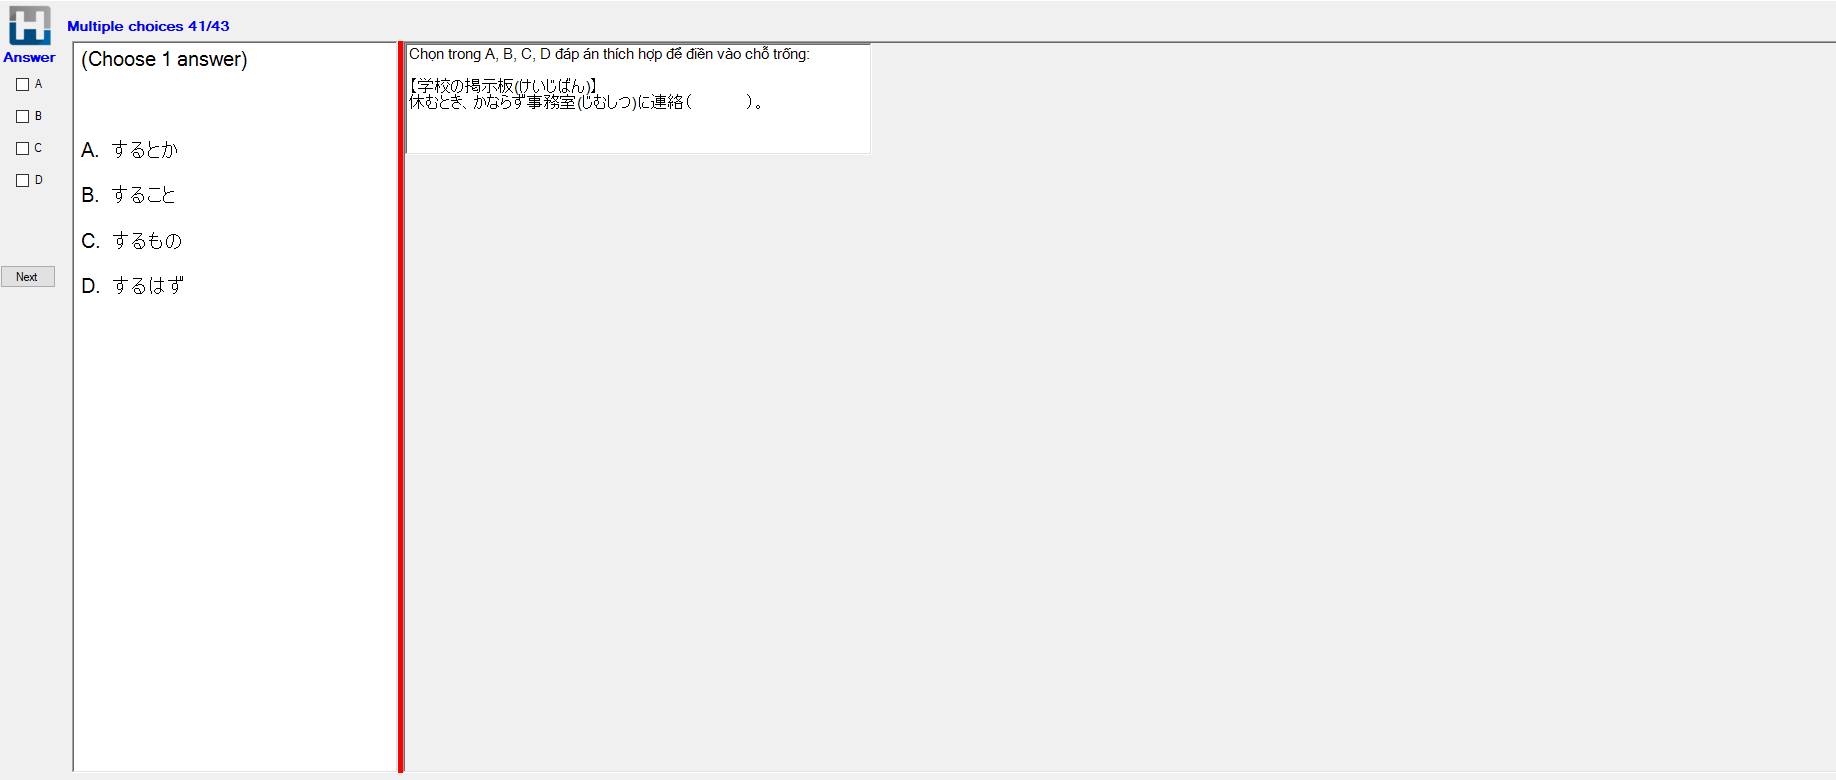 Multiple choices 41/43
Answer
A
B
C
D
Next
(Choose 1 answer)
A. するとか
B. すること
C. するもの
D. するはず
Chọn trong A, B, C, D đáp án thích hợp để điền vào chỗ trống:
【学校の掲示板(けいじばん)】
休むとき、かならず事務室(じむしつ)に連絡(　　　)。